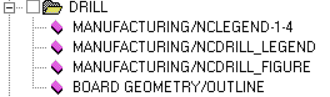 DRILL
MANUFACTURING/NCLEGEND-1-4
MANUFACTURING/NCDRILL_LEGEND
MANUFACTURING/NCDRILL_FIGURE
BOARD GEOMETRY/OUTLINE